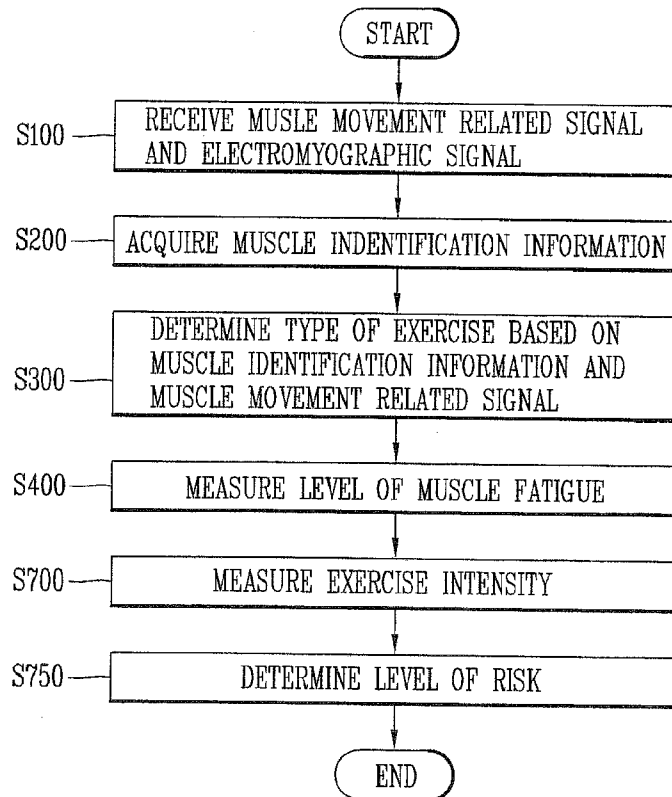 START
S100
RECEIVE MUSLE MOVEMENT RELATED SIGNAL
AND ELECTROMYOGRAPHIC SIGNAL
S200
ACQUIRE MUSCLE INDENTIFICATION INFORMATION
S300
DETERMINE TYPE OF EXERCISE BASED ON
MUSCLE IDENTIFICATION INFORMATION AND
MUSCLE MOVEMENT RELATED SIGNAL
S400
MEASURE LEVEL OF MUSCLE FATIGUE
S700
MEASURE EXERCISE INTENSITY
S750
DETERMINE LEVEL OF RISK
END